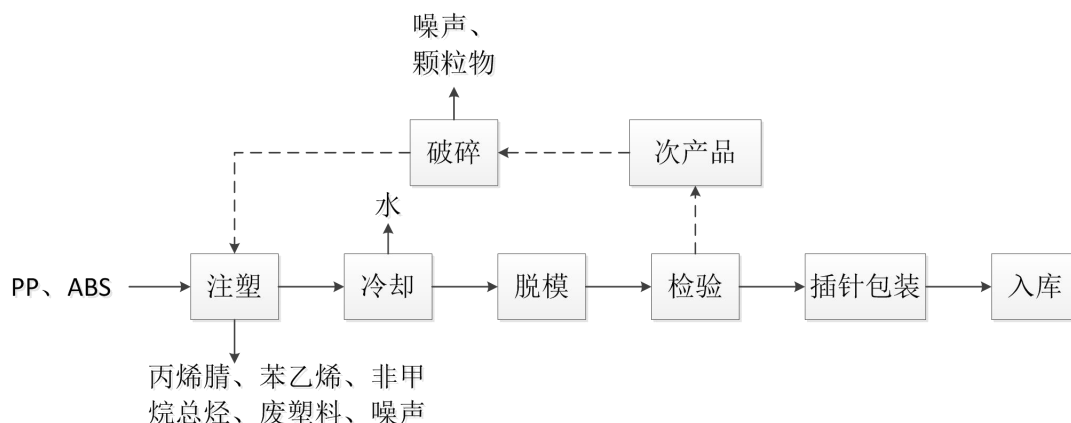 噪声、
颗粒物
破碎
次产品
水
PP、ABS
注塑
冷却
脱模
检验
插针包装
入库
丙烯腈、苯乙烯、非甲
烷总烃、废塑料、噪声